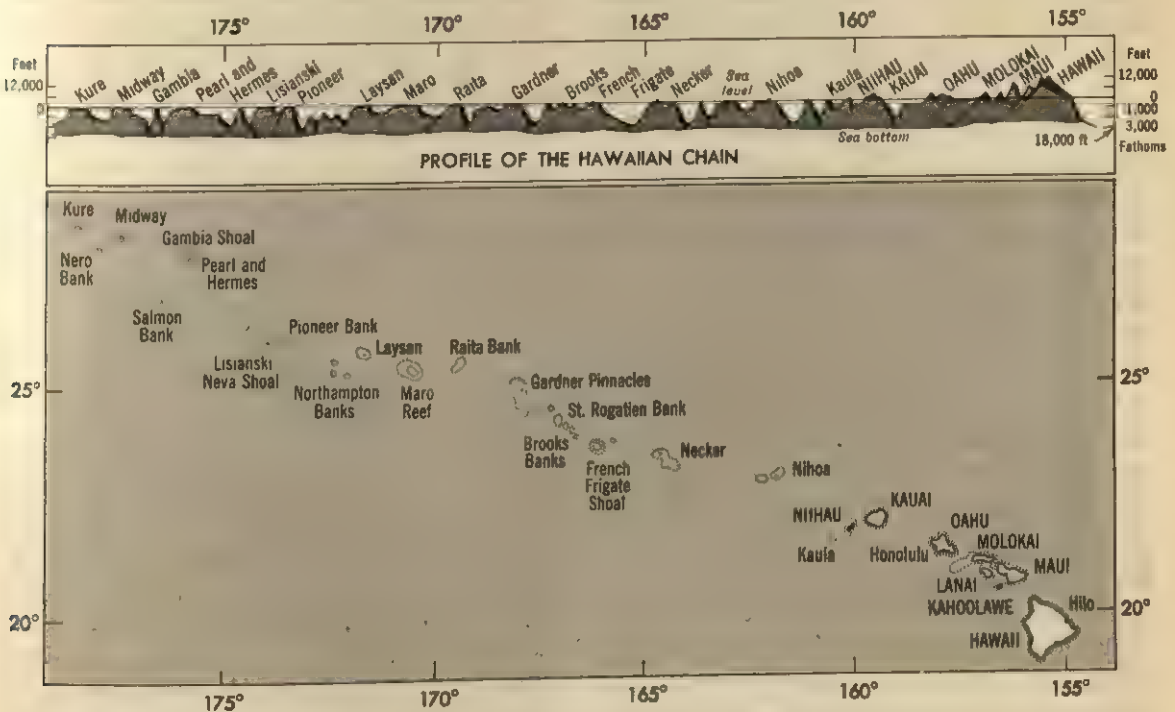 175°
170°
165°
160°
155°
Feet
12,000
0
Kure
Midway
Gambia
Pearl and
Hermes
Lisianski
Pioneer
Laysan
Maro
Raita
Gardner
Brooks
French
Frigate
Necker
Sea
level
Nihoa
Kaula
NIIHAU
KAUAI
OAHU
MOLOKAI
MAUI
HAWAII
Feet
12,000
0
1,000
3,000
Fathoms
18,000 ft
Sea bottom
PROFILE OF THE HAWAIIAN CHAIN
Kure
Midway
Gambia Shoal
Nero
Bank
Pearl and
Hermes
Salmon
Bank
Pioneer Bank
Laysan
Raita Bank
Lisianski
Neva Shoal
Northampton
Banks
Maro
Reef
25°
25°
Gardner Pinnacles
St. Rogatien Bank
Brooks
Banks
French
Frigate
Shoal
Necker
Nihoa
NIIHAU
KAUAI
Kaula
Honolulu
OAHU
MOLOKAI
LANAI
MAUI
KAHOOLAWE
Hilo
HAWAII
20°
20°
175°
170°
165°
160°
155°